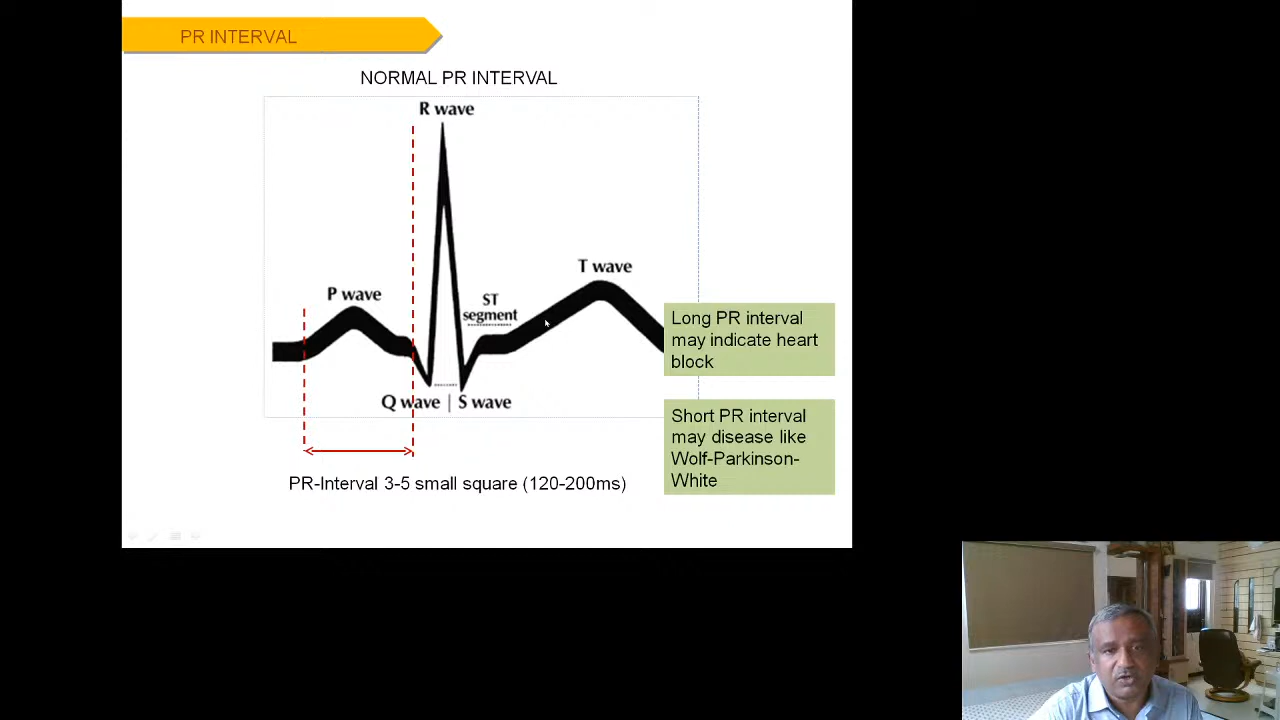 PR INTERVAL
NORMAL PR INTERVAL
R wave
T wave
P wave
ST
segment
Long PR interval
may indicate heart
block
Q wave | S wave
Short PR interval
may disease like
Wolf-Parkinson-
White
PR-Interval 3-5 small square (120-200ms)